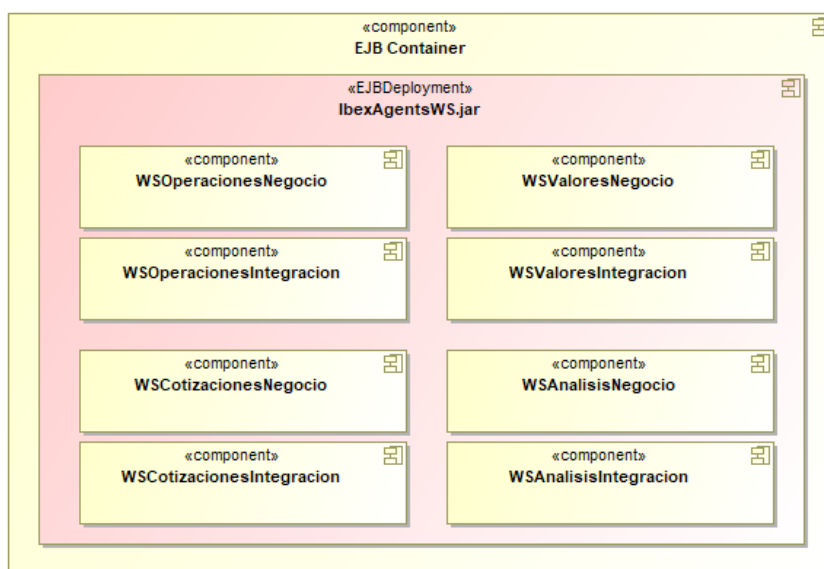 «component»
EJB Container
«EJBDeployment»
IbexAgentsWS.jar
«component»
WSOperacionesNegocio
«component»
WSValoresNegocio
«component»
WSOperacionesIntegracion
«component»
WSValoresIntegracion
«component»
WSCotizacionesNegocio
«component»
WSAnalisisNegocio
«component»
WSCotizacionesIntegracion
«component»
WSAnalisisIntegracion